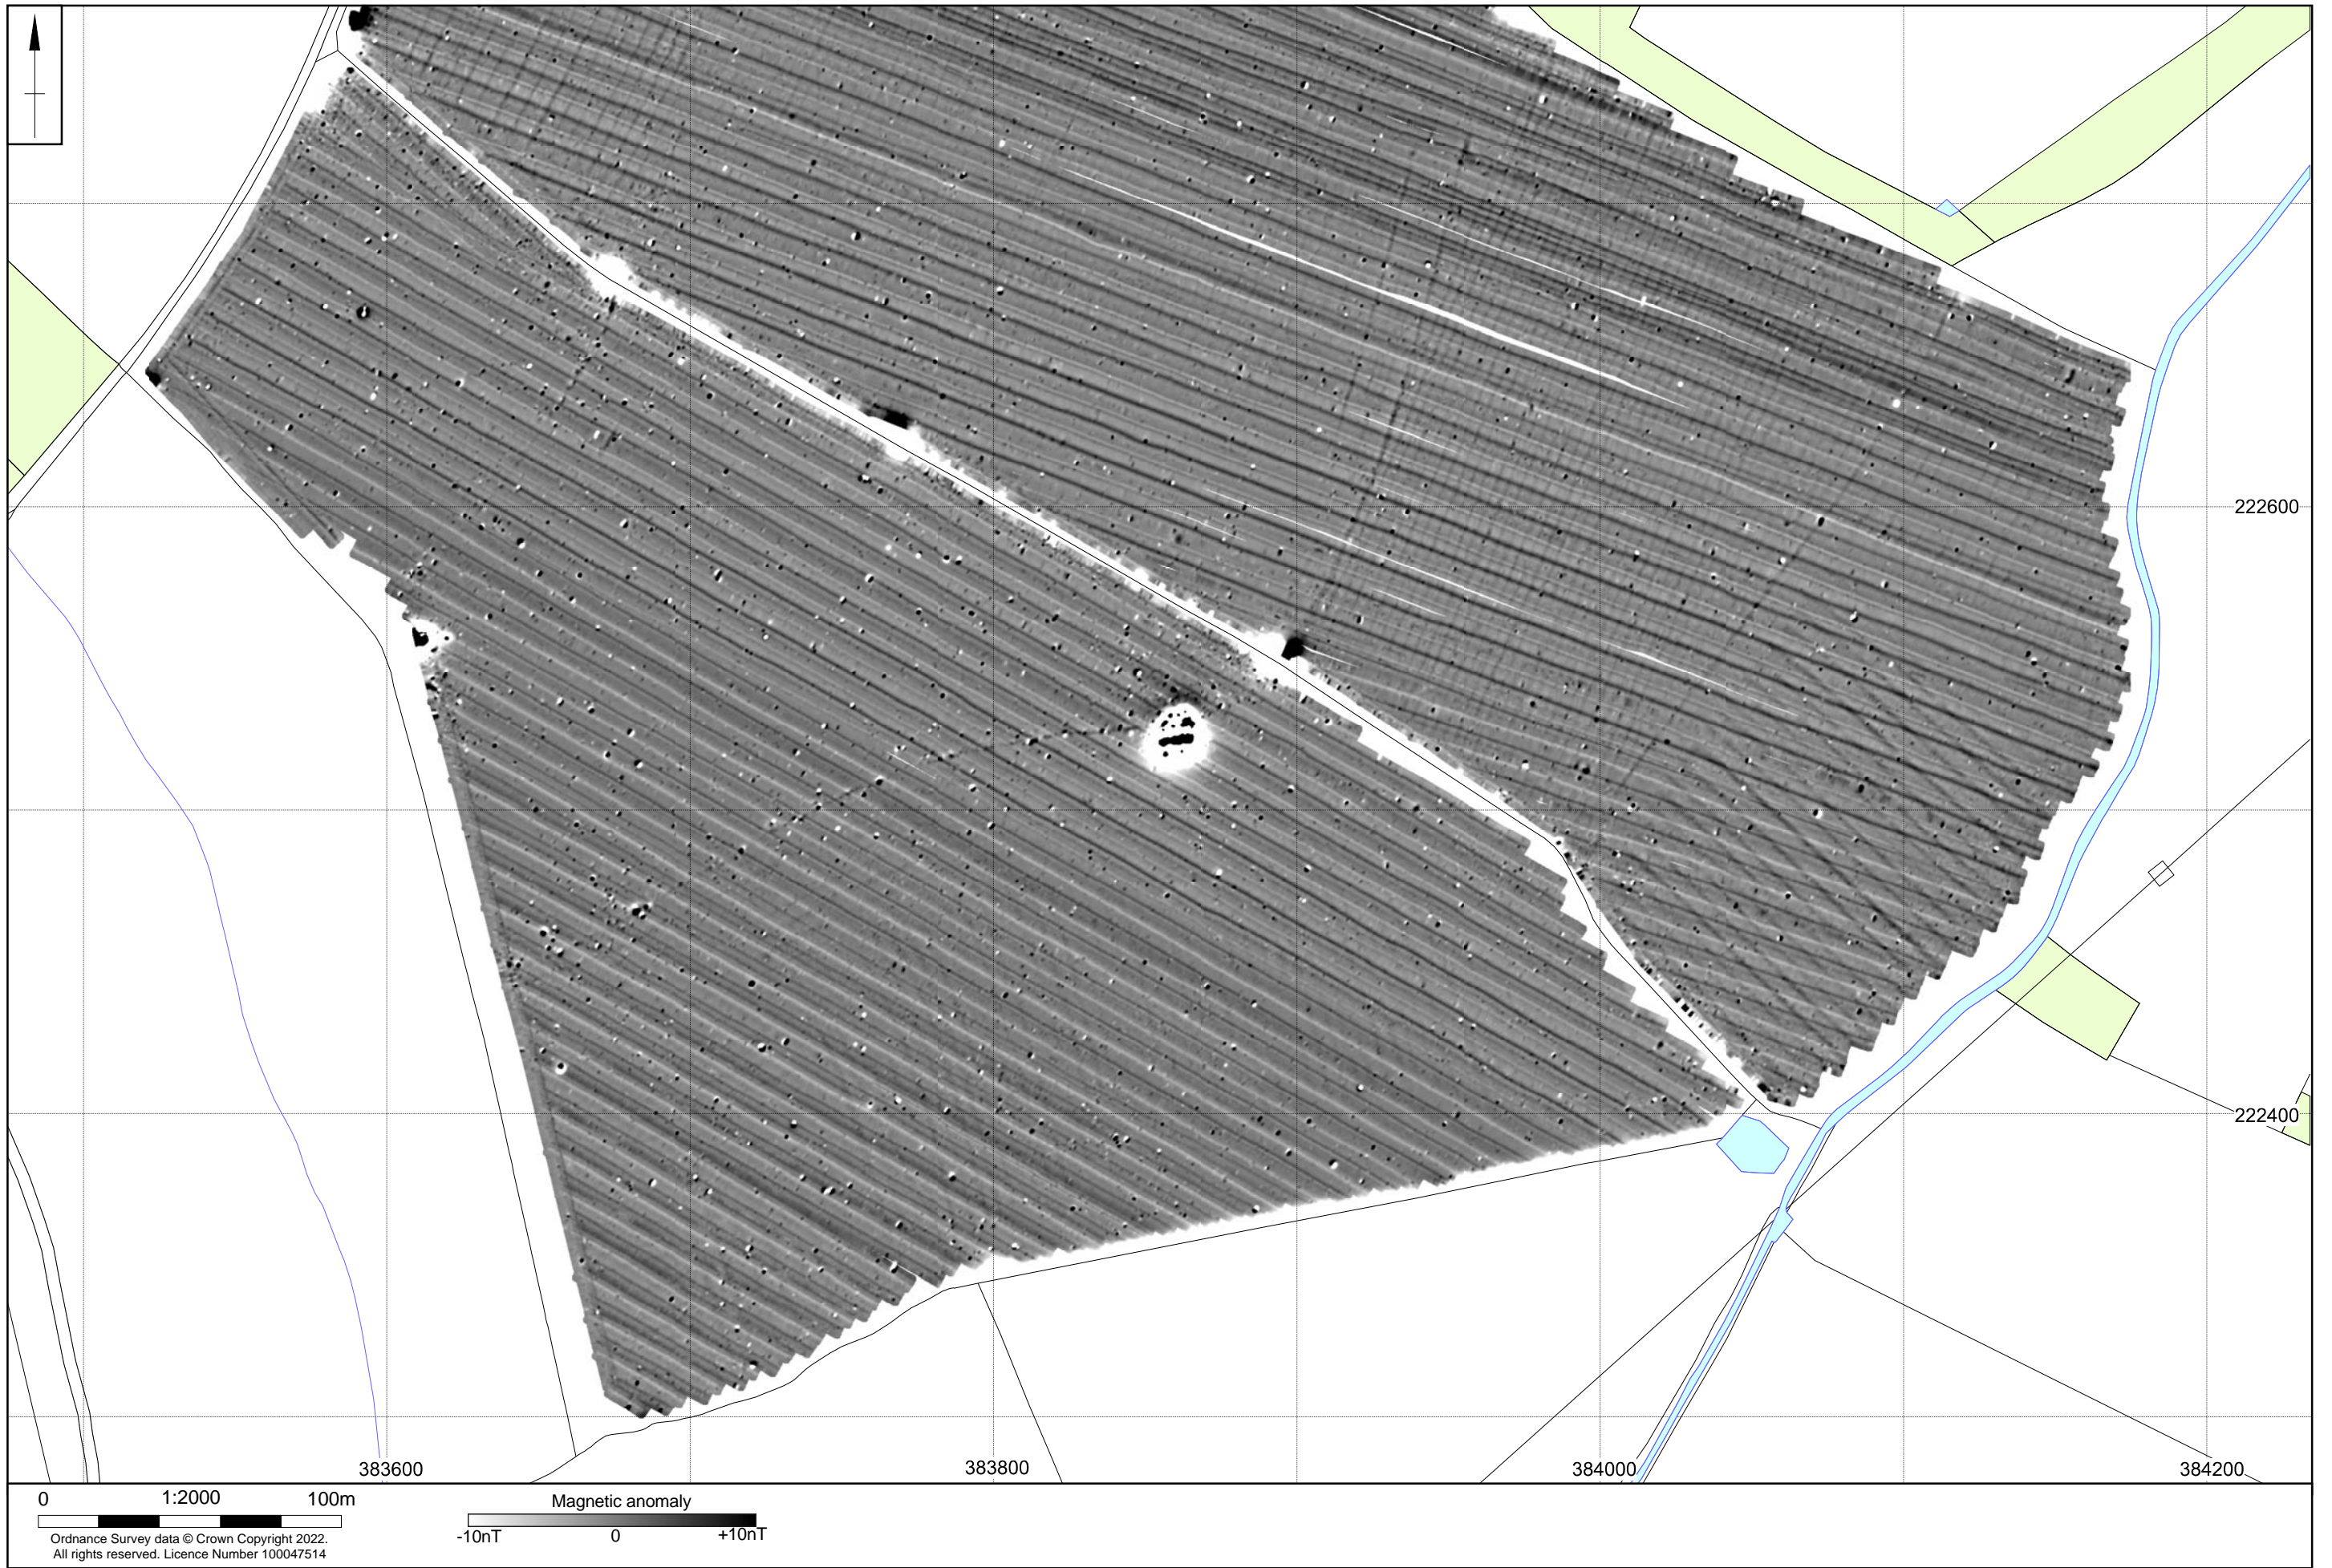 222600
222400
383600
383800
384000
384200
0 1:2000 100m
Ordnance Survey data © Crown Copyright 2022.
All rights reserved. Licence Number 100047514
Magnetic anomaly
-10nT 0 +10nT